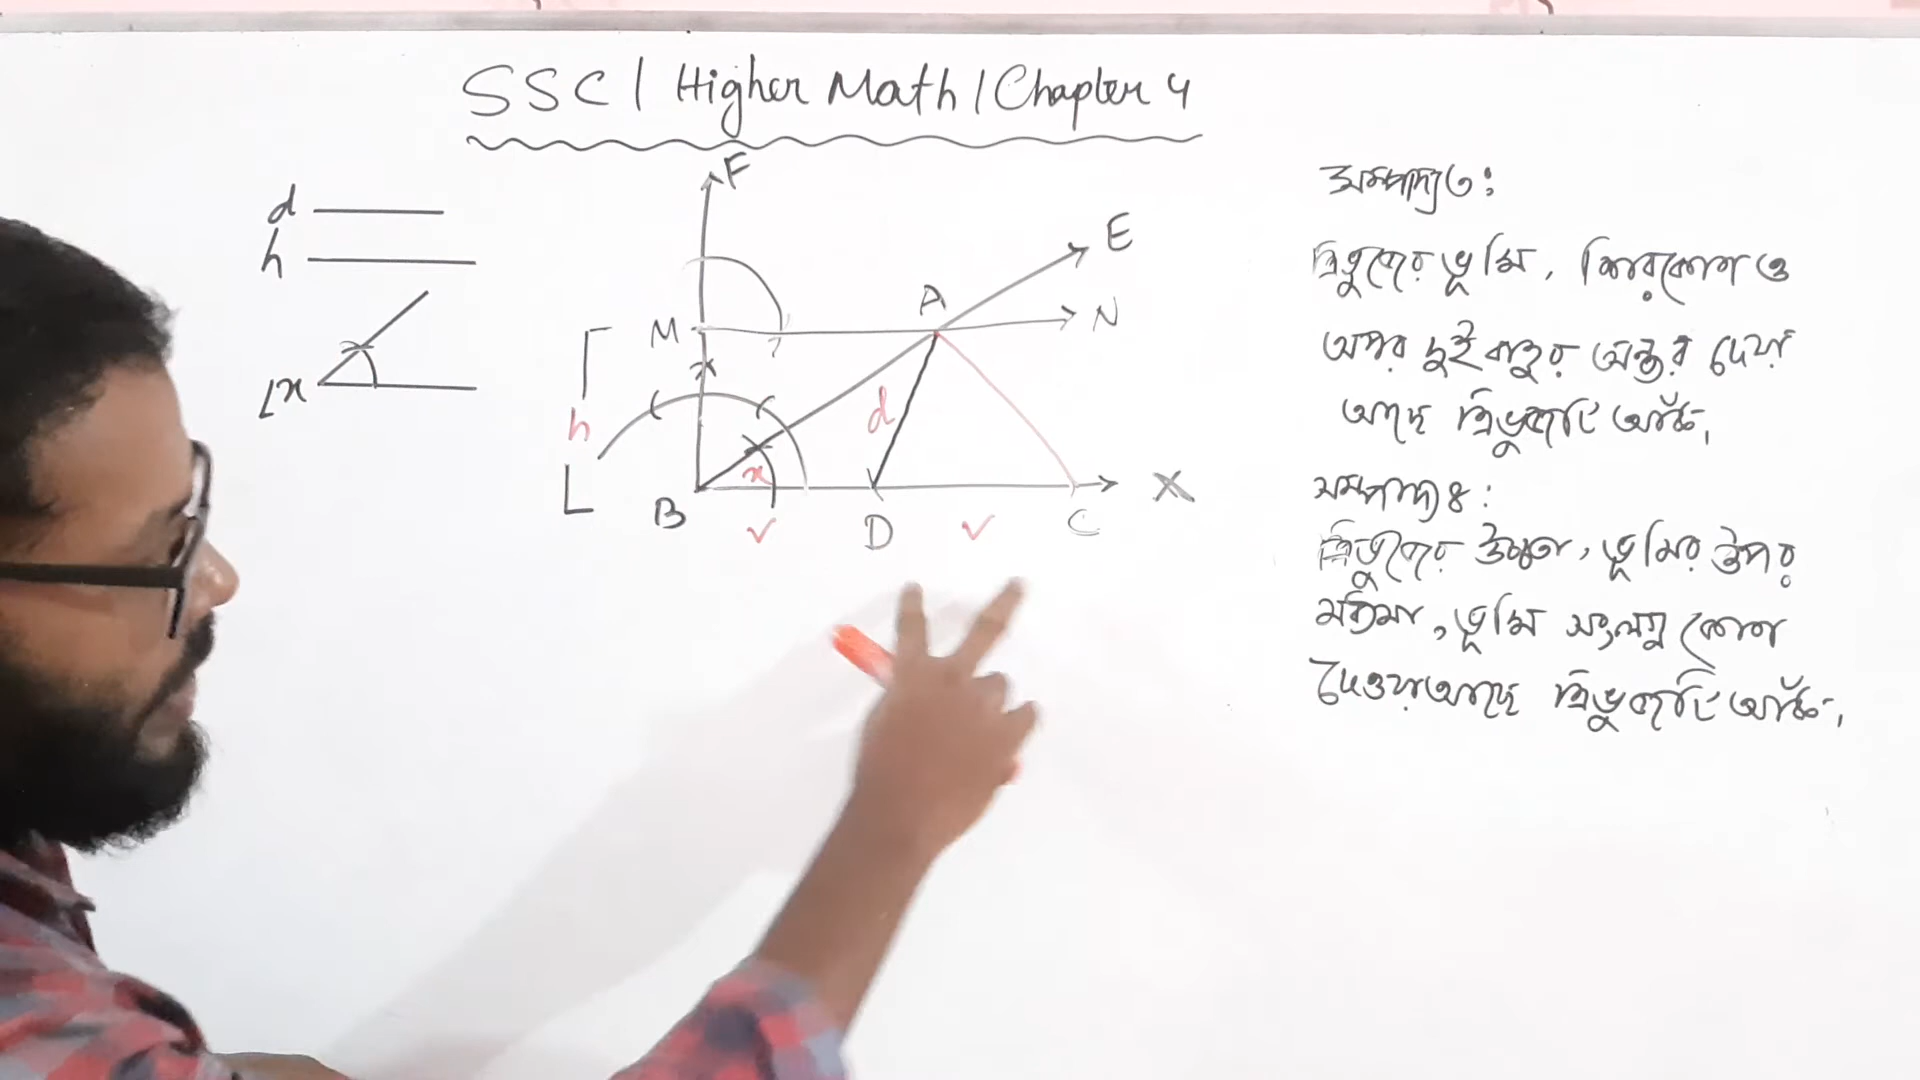 SSC / Higher Math / Chapter 4
d
h
∠x
F
E
A
N
M
h
d
x
B
D
C
X
সম্পাদ্য ৩ :
ত্রিভুজের ভূমি, শিরঃকোণ ও
অপর দুই বাহুর অন্তর দেয়া
আছে ত্রিভুজটি আঁক।
সম্পাদ্য ৪ :
ত্রিভুজের উচ্চতা, ভূমির উপর
মধ্যমা, ভূমি সংলগ্ন কোণ
দেওয়া আছে ত্রিভুজটি আঁক।